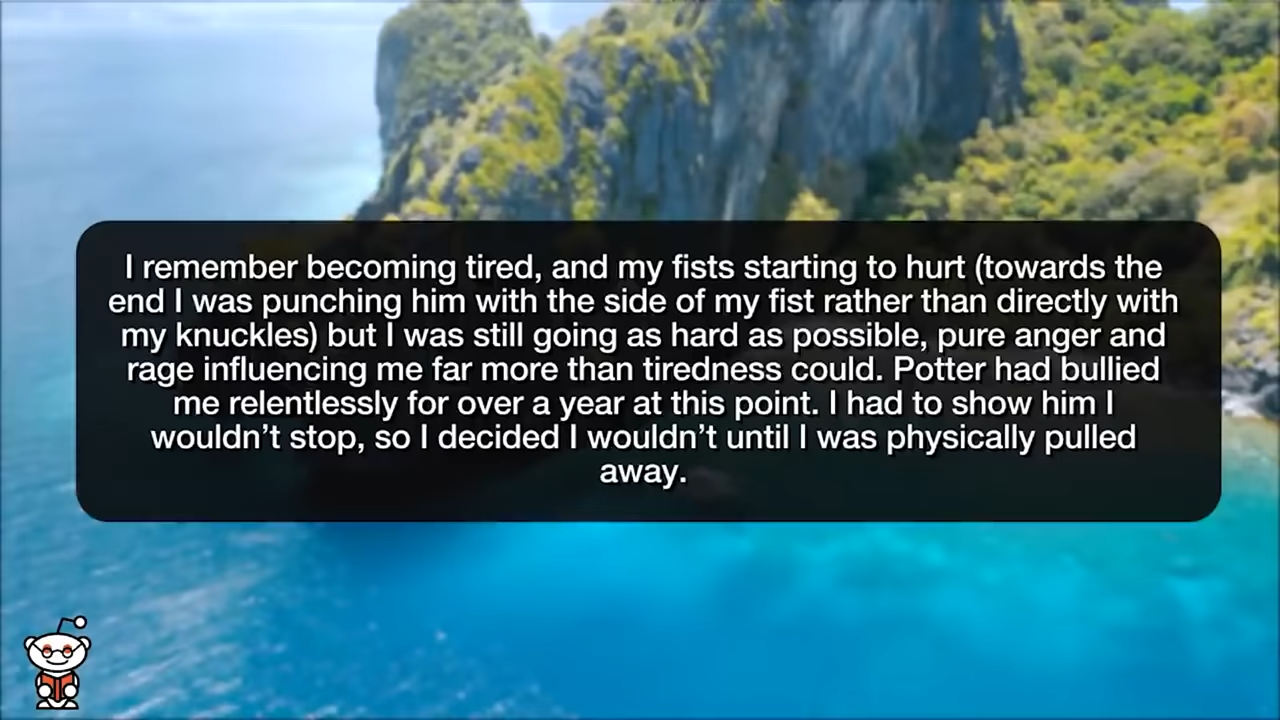 I remember becoming tired, and my fists starting to hurt (towards the
end I was punching him with the side of my fist rather than directly with
my knuckles) but I was still going as hard as possible, pure anger and
rage influencing me far more than tiredness could. Potter had bullied
me relentlessly for over a year at this point. I had to show him I
wouldn’t stop, so I decided I wouldn’t until I was physically pulled
away.